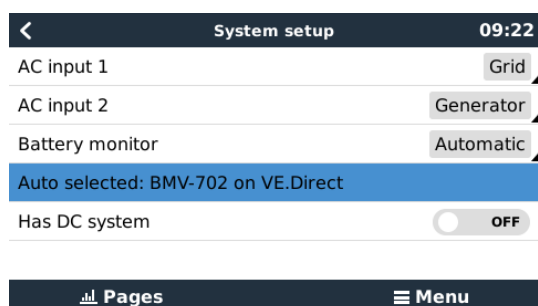 System setup 09:22
AC input 1 Grid
AC input 2 Generator
Battery monitor Automatic
Auto selected: BMV-702 on VE.Direct
Has DC system OFF
Pages Menu